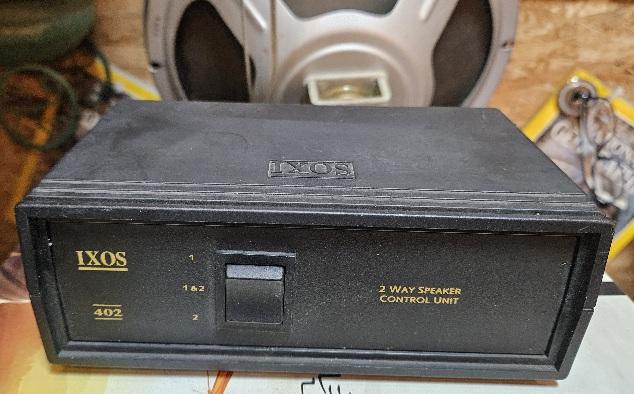 IXOS
IXOS
402
1
1&2
2
2 WAY SPEAKER
CONTROL UNIT